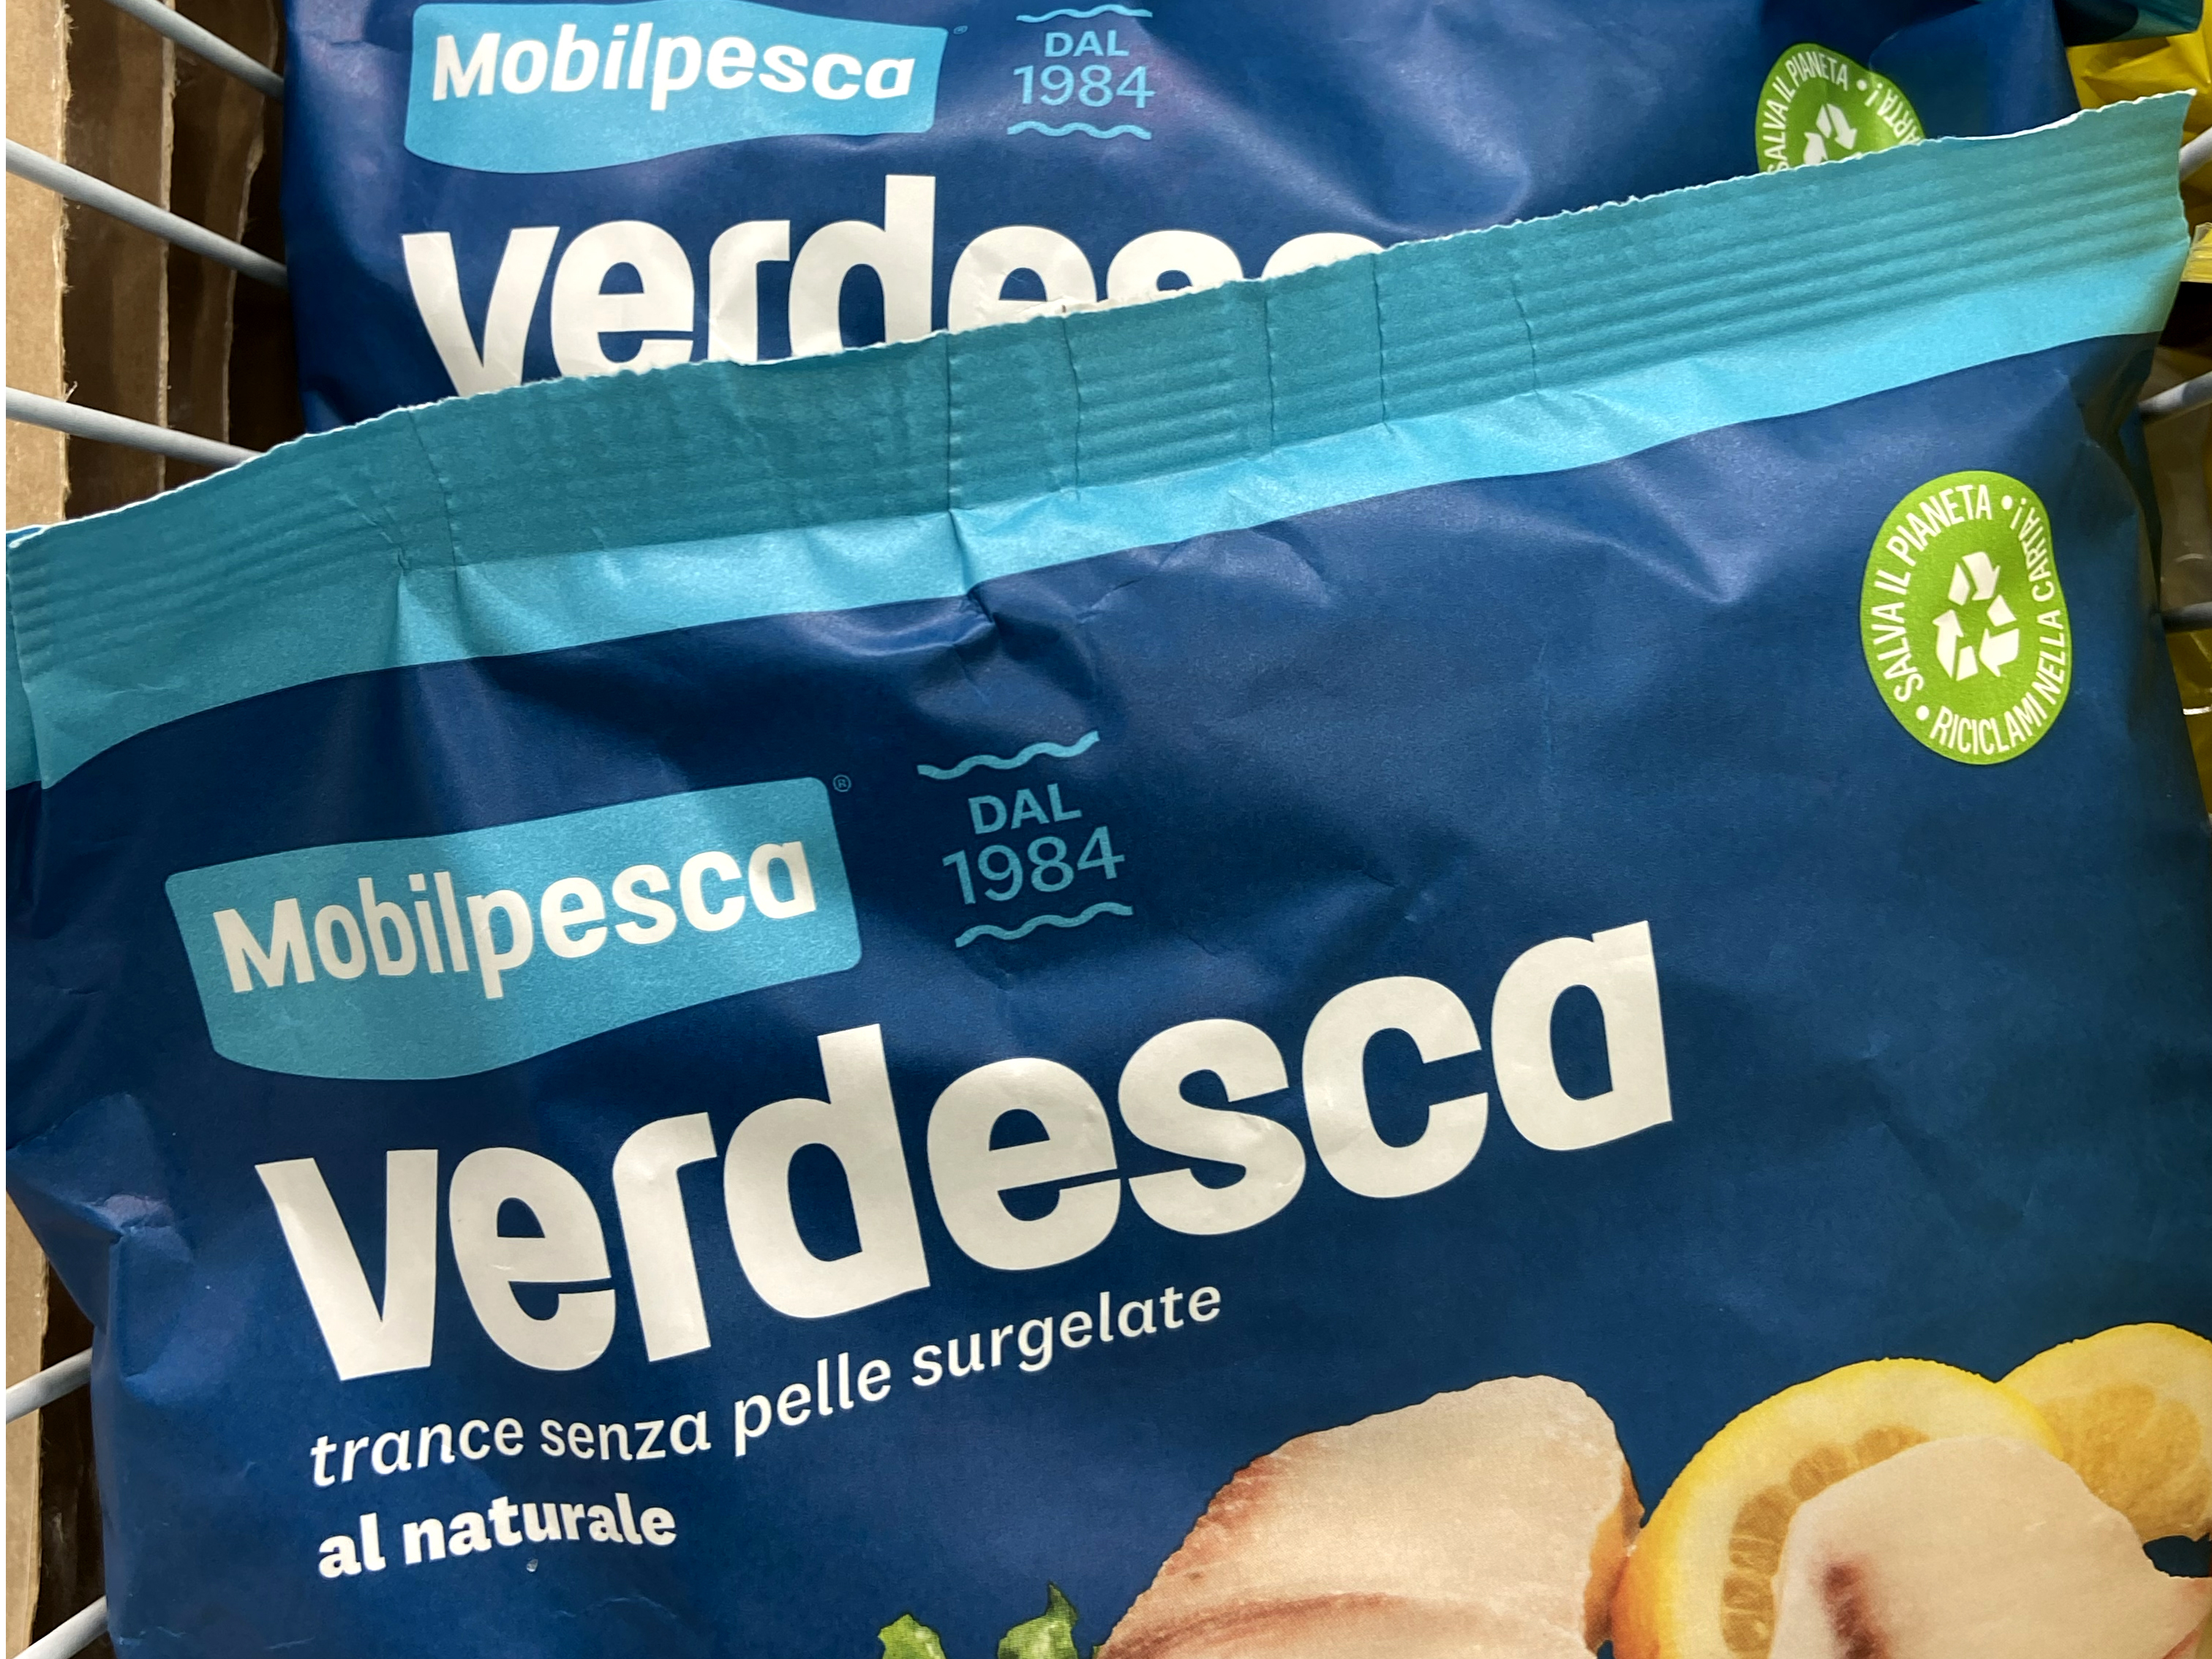 Mobilpesca
DAL
1984
SALVA IL PIANETA •
Mobilpesca®
DAL
1984
verdesca
trance senza pelle surgelate
al naturale
SALVA IL PIANETA • RICICLAMI NELLA CARTA! •